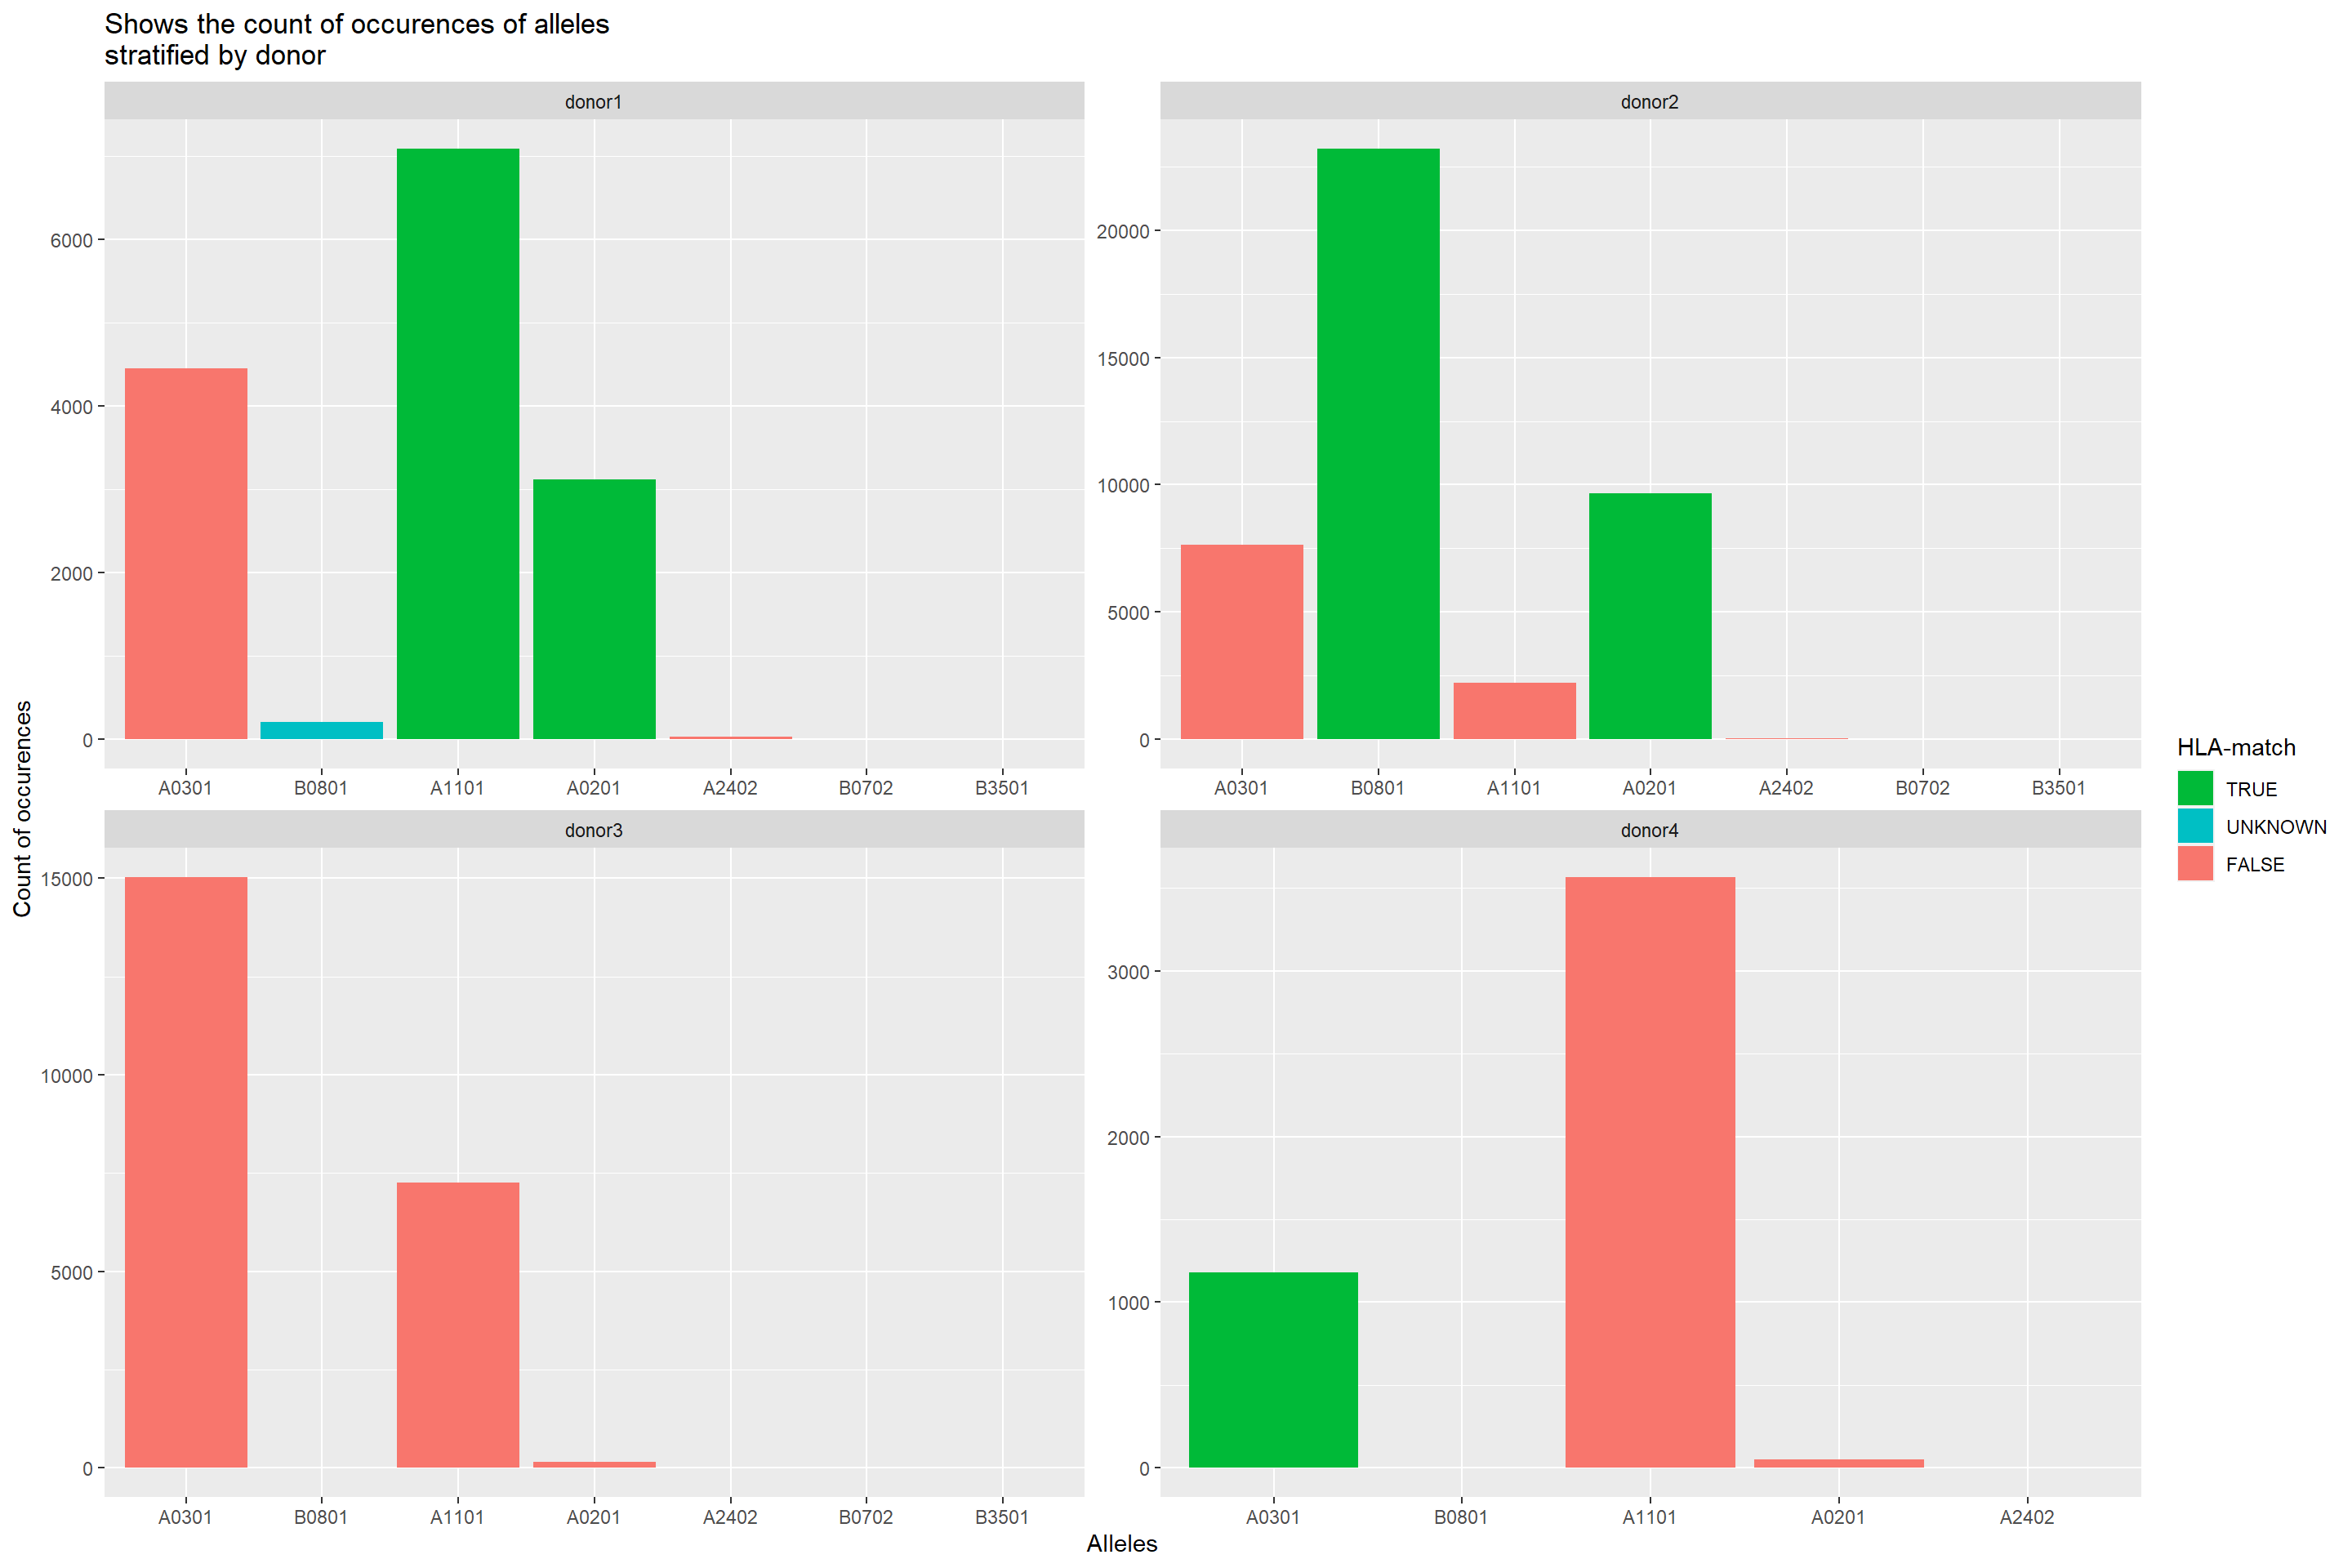 Shows the count of occurences of alleles
stratified by donor
donor1
6000
4000
2000
0
A0301 B0801 A1101 A0201 A2402 B0702 B3501
donor2
20000
15000
10000
5000
0
A0301 B0801 A1101 A0201 A2402 B0702 B3501
donor3
15000
10000
5000
0
A0301 B0801 A1101 A0201 A2402 B0702 B3501
donor4
3000
2000
1000
0
A0301 B0801 A1101 A0201 A2402
Count of occurences
Alleles
HLA-match
TRUE
UNKNOWN
FALSE